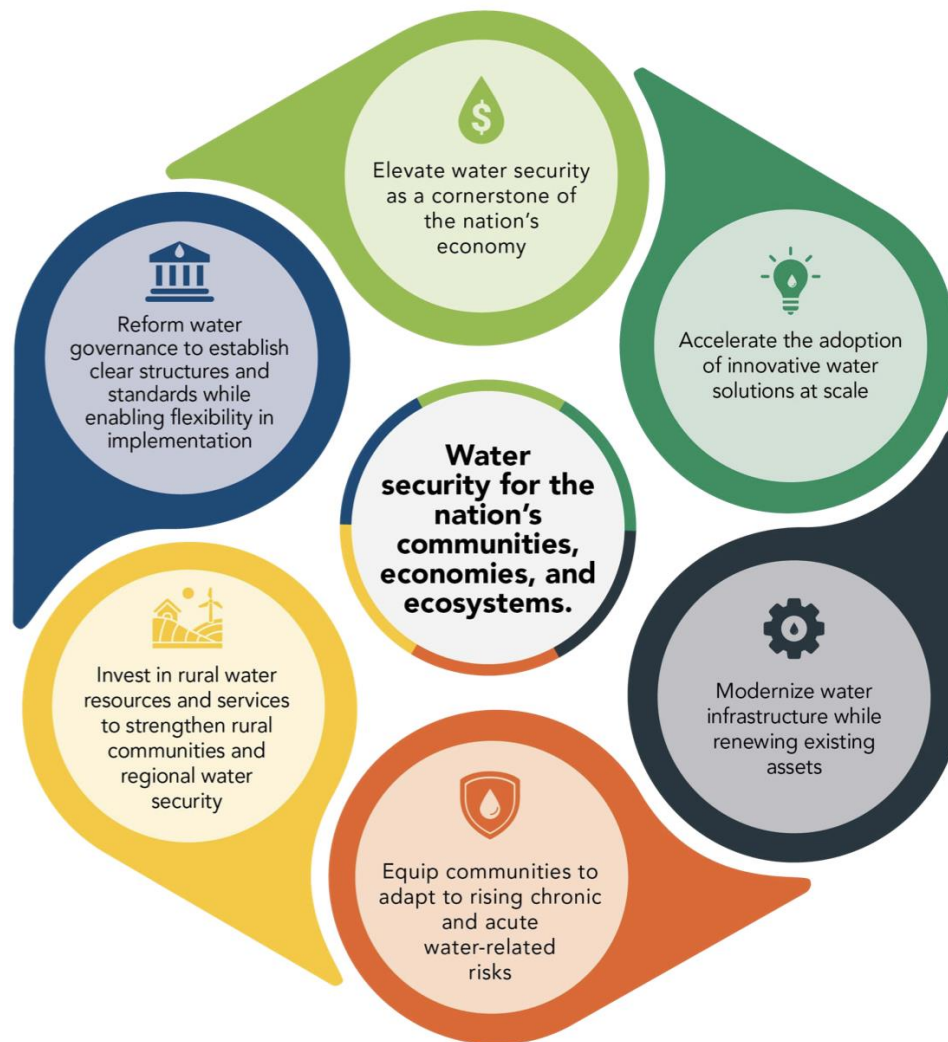 $
Elevate water security
as a cornerstone of
the nation’s
economy
Accelerate the adoption
of innovative water
solutions at scale
Modernize water
infrastructure while
renewing existing
assets
Equip communities to
adapt to rising chronic
and acute
water-related
risks
Invest in rural water
resources and services
to strengthen rural
communities and
regional water
security
Reform water
governance to establish
clear structures and
standards while
enabling flexibility in
implementation
Water
security for the
nation’s
communities,
economies, and
ecosystems.